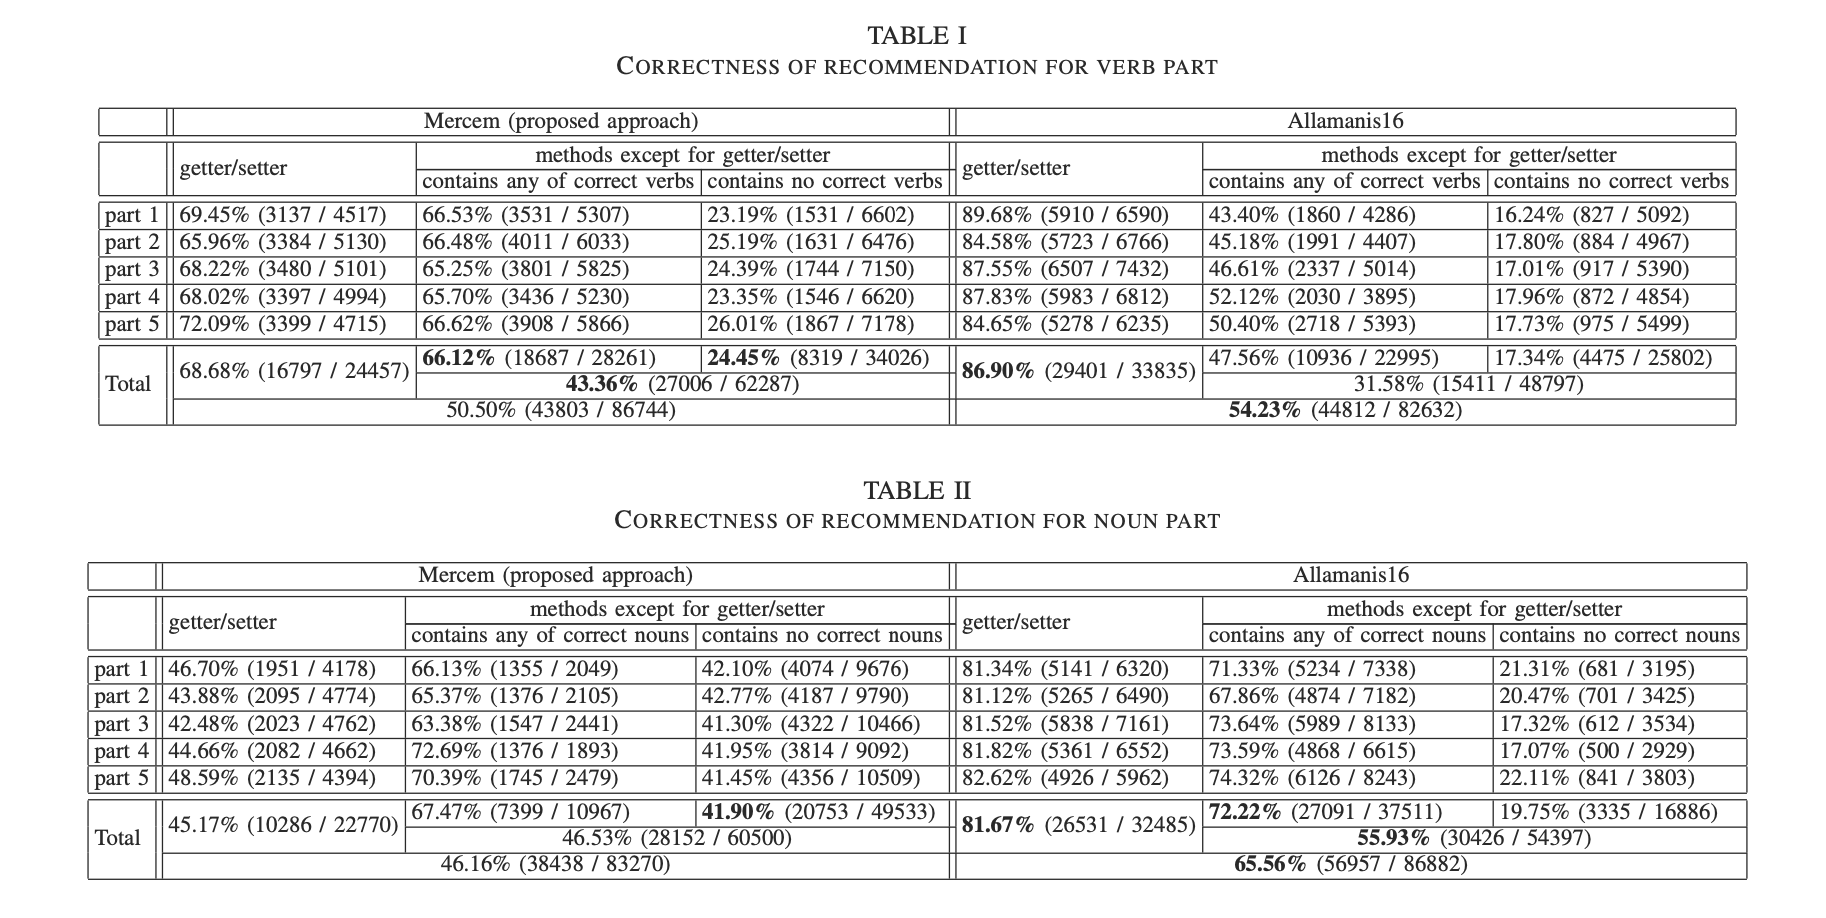 TABLE I
CORRECTNESS OF RECOMMENDATION FOR VERB PART
Mercem (proposed approach) Allamanis16
getter/setter methods except for getter/setter getter/setter methods except for getter/setter
contains any of correct verbs contains no correct verbs contains any of correct verbs contains no correct verbs
part 1 69.45% (3137 / 4517) 66.53% (3531 / 5307) 23.19% (1531 / 6602) 89.68% (5910 / 6590) 43.40% (1860 / 4286) 16.24% (827 / 5092)
part 2 65.96% (3384 / 5130) 66.48% (4011 / 6033) 25.19% (1631 / 6476) 84.58% (5723 / 6766) 45.18% (1991 / 4407) 17.80% (884 / 4967)
part 3 68.22% (3480 / 5101) 65.25% (3801 / 5825) 24.39% (1744 / 7150) 87.55% (6507 / 7432) 46.61% (2337 / 5014) 17.01% (917 / 5390)
part 4 68.02% (3397 / 4994) 65.70% (3436 / 5230) 23.35% (1546 / 6620) 87.83% (5983 / 6812) 52.12% (2030 / 3895) 17.96% (872 / 4854)
part 5 72.09% (3399 / 4715) 66.62% (3908 / 5866) 26.01% (1867 / 7178) 84.65% (5278 / 6235) 50.40% (2718 / 5393) 17.73% (975 / 5499)
Total 68.68% (16797 / 24457) 66.12% (18687 / 28261) 24.45% (8319 / 34026) 86.90% (29401 / 33835) 47.56% (10936 / 22995) 17.34% (4475 / 25802)
43.36% (27006 / 62287) 31.58% (15411 / 48797)
50.50% (43803 / 86744) 54.23% (44812 / 82632)
TABLE II
CORRECTNESS OF RECOMMENDATION FOR NOUN PART
Mercem (proposed approach) Allamanis16
getter/setter methods except for getter/setter getter/setter methods except for getter/setter
contains any of correct nouns contains no correct nouns contains any of correct nouns contains no correct nouns
part 1 46.70% (1951 / 4178) 66.13% (1355 / 2049) 42.10% (4074 / 9676) 81.34% (5141 / 6320) 71.33% (5234 / 7338) 21.31% (681 / 3195)
part 2 43.88% (2095 / 4774) 65.37% (1376 / 2105) 42.77% (4187 / 9790) 81.12% (5265 / 6490) 67.86% (4874 / 7182) 20.47% (701 / 3425)
part 3 42.48% (2023 / 4762) 63.38% (1547 / 2441) 41.30% (4322 / 10466) 81.52% (5838 / 7161) 73.64% (5989 / 8133) 17.32% (612 / 3534)
part 4 44.66% (2082 / 4662) 72.69% (1376 / 1893) 41.95% (3814 / 9092) 81.82% (5361 / 6552) 73.59% (4868 / 6615) 17.07% (500 / 2929)
part 5 48.59% (2135 / 4394) 70.39% (1745 / 2479) 41.45% (4356 / 10509) 82.62% (4926 / 5962) 74.32% (6126 / 8243) 22.11% (841 / 3803)
Total 45.17% (10286 / 22770) 67.47% (7399 / 10967) 41.90% (20753 / 49533) 81.67% (26531 / 32485) 72.22% (27091 / 37511) 19.75% (3335 / 16886)
46.53% (28152 / 60500) 55.93% (30426 / 54397)
46.16% (38438 / 83270) 65.56% (56957 / 86882)